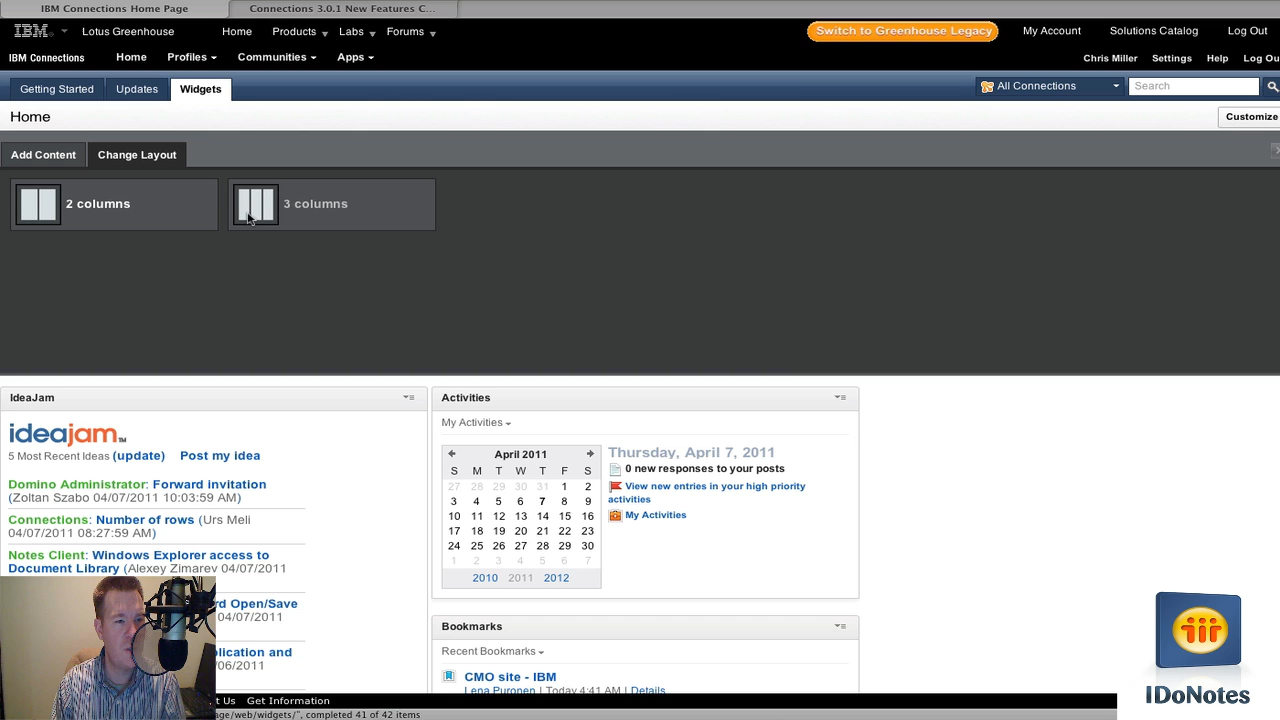 IBM Connections Home Page
Connections 3.0.1 New Features C...
IBM. Lotus Greenhouse Home Products Labs Forums Switch to Greenhouse Legacy My Account Solutions Catalog Log Out
IBM Connections Home Profiles Communities Apps Chris Miller Settings Help Log Ou
Getting Started Updates Widgets All Connections Search
Home Customize
Add Content Change Layout
2 columns 3 columns
IdeaJam
ideajam™
5 Most Recent Ideas (update) Post my idea
Domino Administrator: Forward invitation
(Zoltan Szabo 04/07/2011 10:03:59 AM)
Connections: Number of rows (Urs Meli
04/07/2011 08:27:59 AM)
Notes Client: Windows Explorer access to
Document Library (Alexey Zimarev 04/07/2011
rd Open/Save
04/07/2011
lication and
/06/2011
Activities
My Activities
April 2011
S M T W T F S
27 28 29 30 31 1 2
3 4 5 6 7 8 9
10 11 12 13 14 15 16
17 18 19 20 21 22 23
24 25 26 27 28 29 30
1 2 3 4 5 6 7
2010 2011 2012
Thursday, April 7, 2011
0 new responses to your posts
View new entries in your high priority
activities
My Activities
Bookmarks
Recent Bookmarks
CMO site - IBM
Lena Puronen | Today 4:41 AM | Details
t Us Get Information
age/web/widgets/", completed 41 of 42 items
IDoNotes